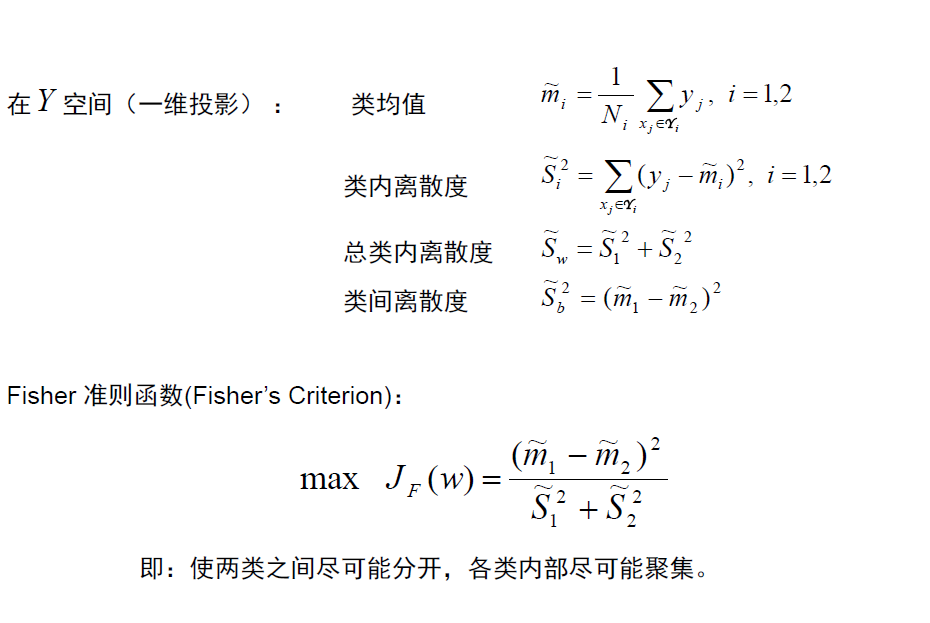 在 Y 空间（一维投影）： 类均值 m̃ᵢ = 1/Nᵢ ∑_{xⱼ∈𝒴ᵢ} yⱼ, i = 1,2
类内离散度 S̃ᵢ² = ∑_{xⱼ∈𝒴ᵢ} (yⱼ − m̃ᵢ)², i = 1,2
总类内离散度 S̃_w = S̃₁² + S̃₂²
类间离散度 S̃_b² = (m̃₁ − m̃₂)²
Fisher 准则函数(Fisher’s Criterion)：
max J_F(w) = (m̃₁ − m̃₂)² / (S̃₁² + S̃₂²)
即：使两类之间尽可能分开，各类内部尽可能聚集。